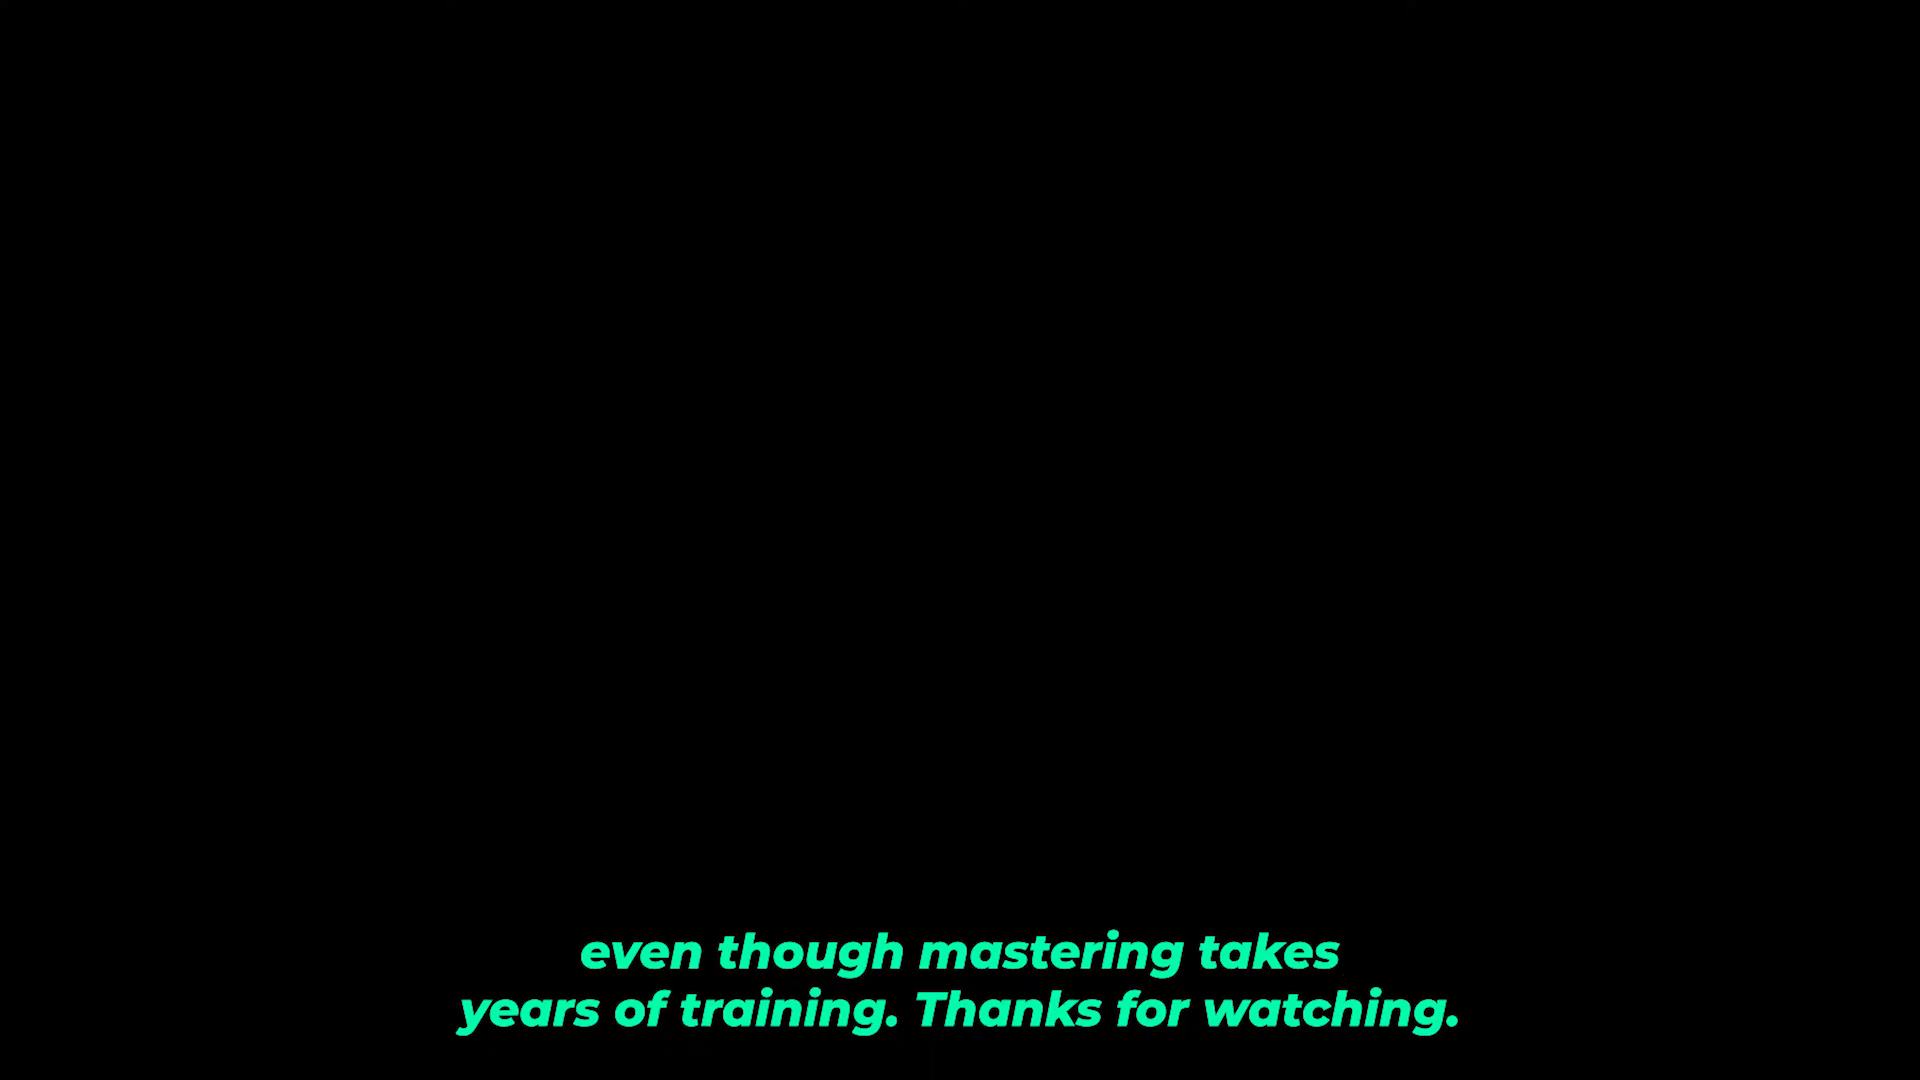 even though mastering takes
years of training. Thanks for watching.